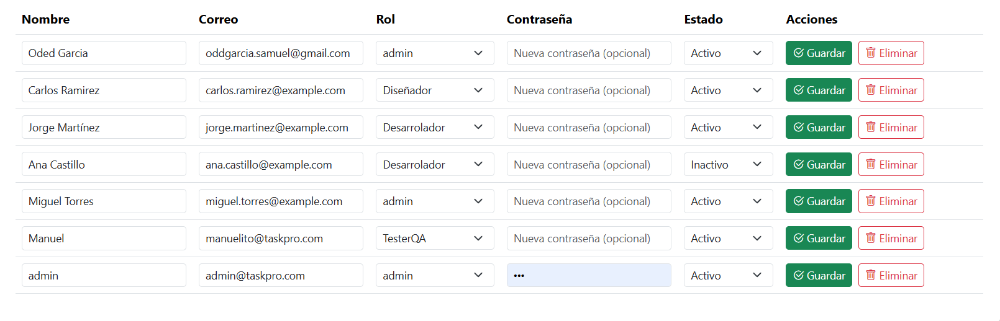 Nombre Correo Rol Contraseña Estado Acciones
Oded Garcia oddgarcia.samuel@gmail.com admin Nueva contraseña (opcional) Activo Guardar Eliminar
Carlos Ramirez carlos.ramirez@example.com Diseñador Nueva contraseña (opcional) Activo Guardar Eliminar
Jorge Martínez jorge.martinez@example.com Desarrolador Nueva contraseña (opcional) Activo Guardar Eliminar
Ana Castillo ana.castillo@example.com Desarrolador Nueva contraseña (opcional) Inactivo Guardar Eliminar
Miguel Torres miguel.torres@example.com admin Nueva contraseña (opcional) Activo Guardar Eliminar
Manuel manuelito@taskpro.com TesterQA Nueva contraseña (opcional) Activo Guardar Eliminar
admin admin@taskpro.com admin ••• Activo Guardar Eliminar